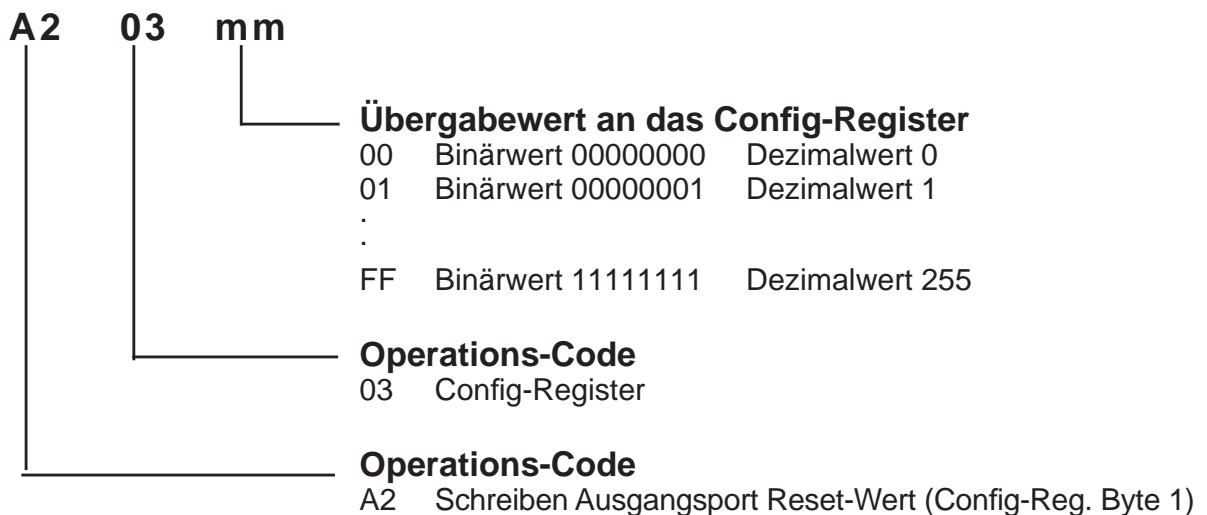 A2 03 mm
Übergabewert an das Config-Register
00 Binärwert 00000000 Dezimalwert 0
01 Binärwert 00000001 Dezimalwert 1
.
.
FF Binärwert 11111111 Dezimalwert 255
Operations-Code
03 Config-Register
Operations-Code
A2 Schreiben Ausgangsport Reset-Wert (Config-Reg. Byte 1)